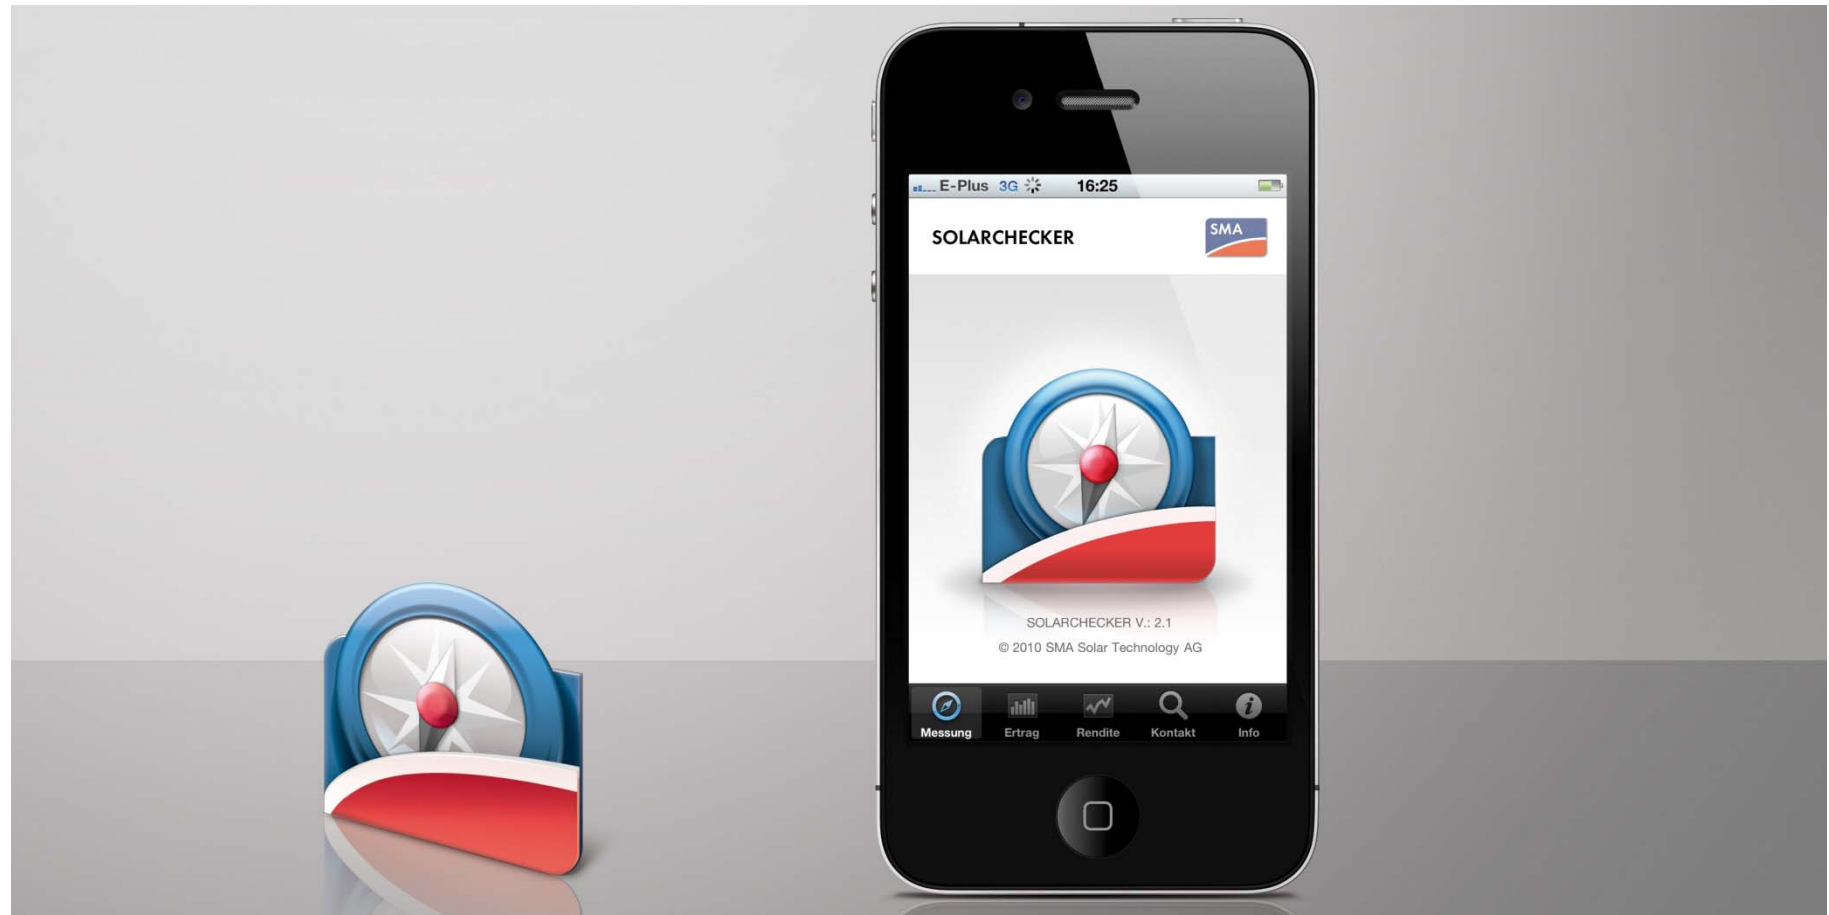 E-Plus 3G 16:25
SOLARCHECKER
SMA
SOLARCHECKER V.: 2.1
© 2010 SMA Solar Technology AG
Messung Ertrag Rendite Kontakt Info